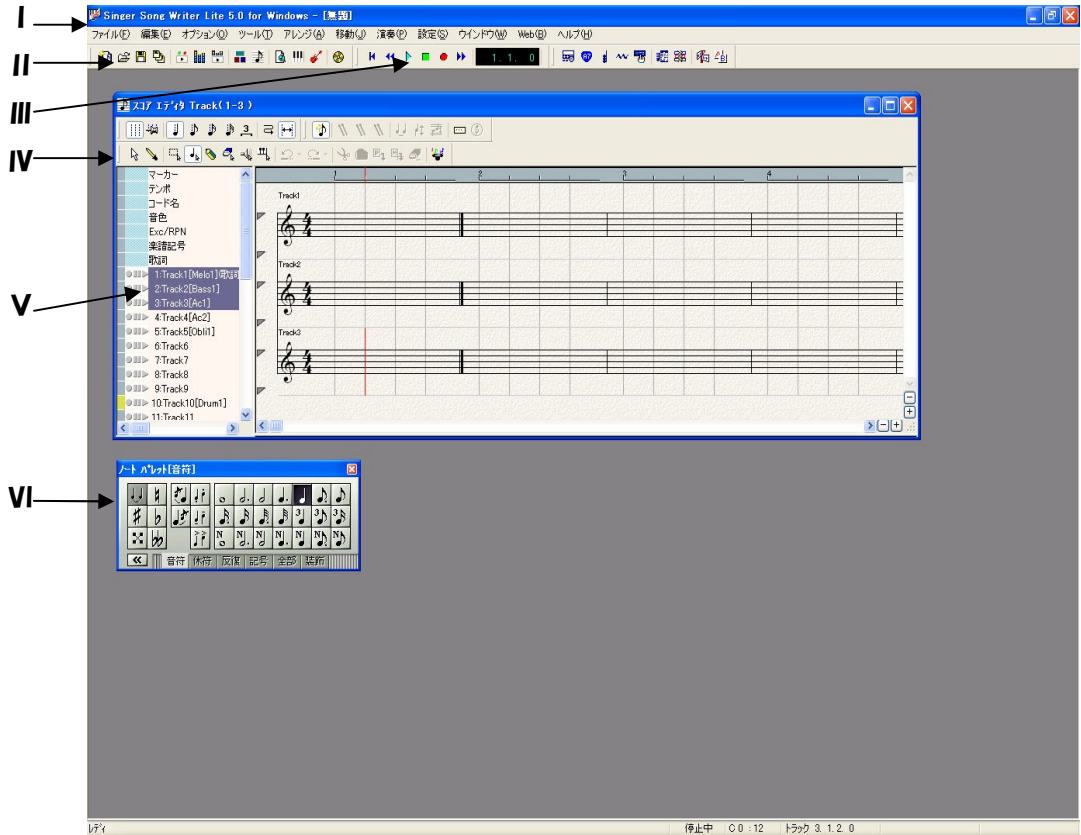 I
Singer Song Writer Lite 5.0 for Windows - [無題]
ファイル(F) 編集(E) オプション(O) ツール(T) アレンジ(A) 移動(J) 演奏(P) 設定(S) ウインドウ(W) Web(B) ヘルプ(H)
II
1. 1. 0
III
スコア エディタ Track( 1-3 )
3
IV
マーカー
テンポ
コード名
音色
Exc/RPN
楽譜記号
歌詞
1:Track1[Melo1]
2:Track2[Bass1]
3:Track3[Ac1]
4:Track4[Ac2]
5:Track5[Obli1]
6:Track6
7:Track7
8:Track8
9:Track9
10:Track10[Drum1]
11:Track11
V
1 2 3 4
Track1
Track2
Track3
VI
ノート パレット[音符]
3 3 3
N N N N N N N
音符 休符 反復 記号 全部 装飾
レディ
停止中 C 0 : 12 トラック 3. 1. 2. 0